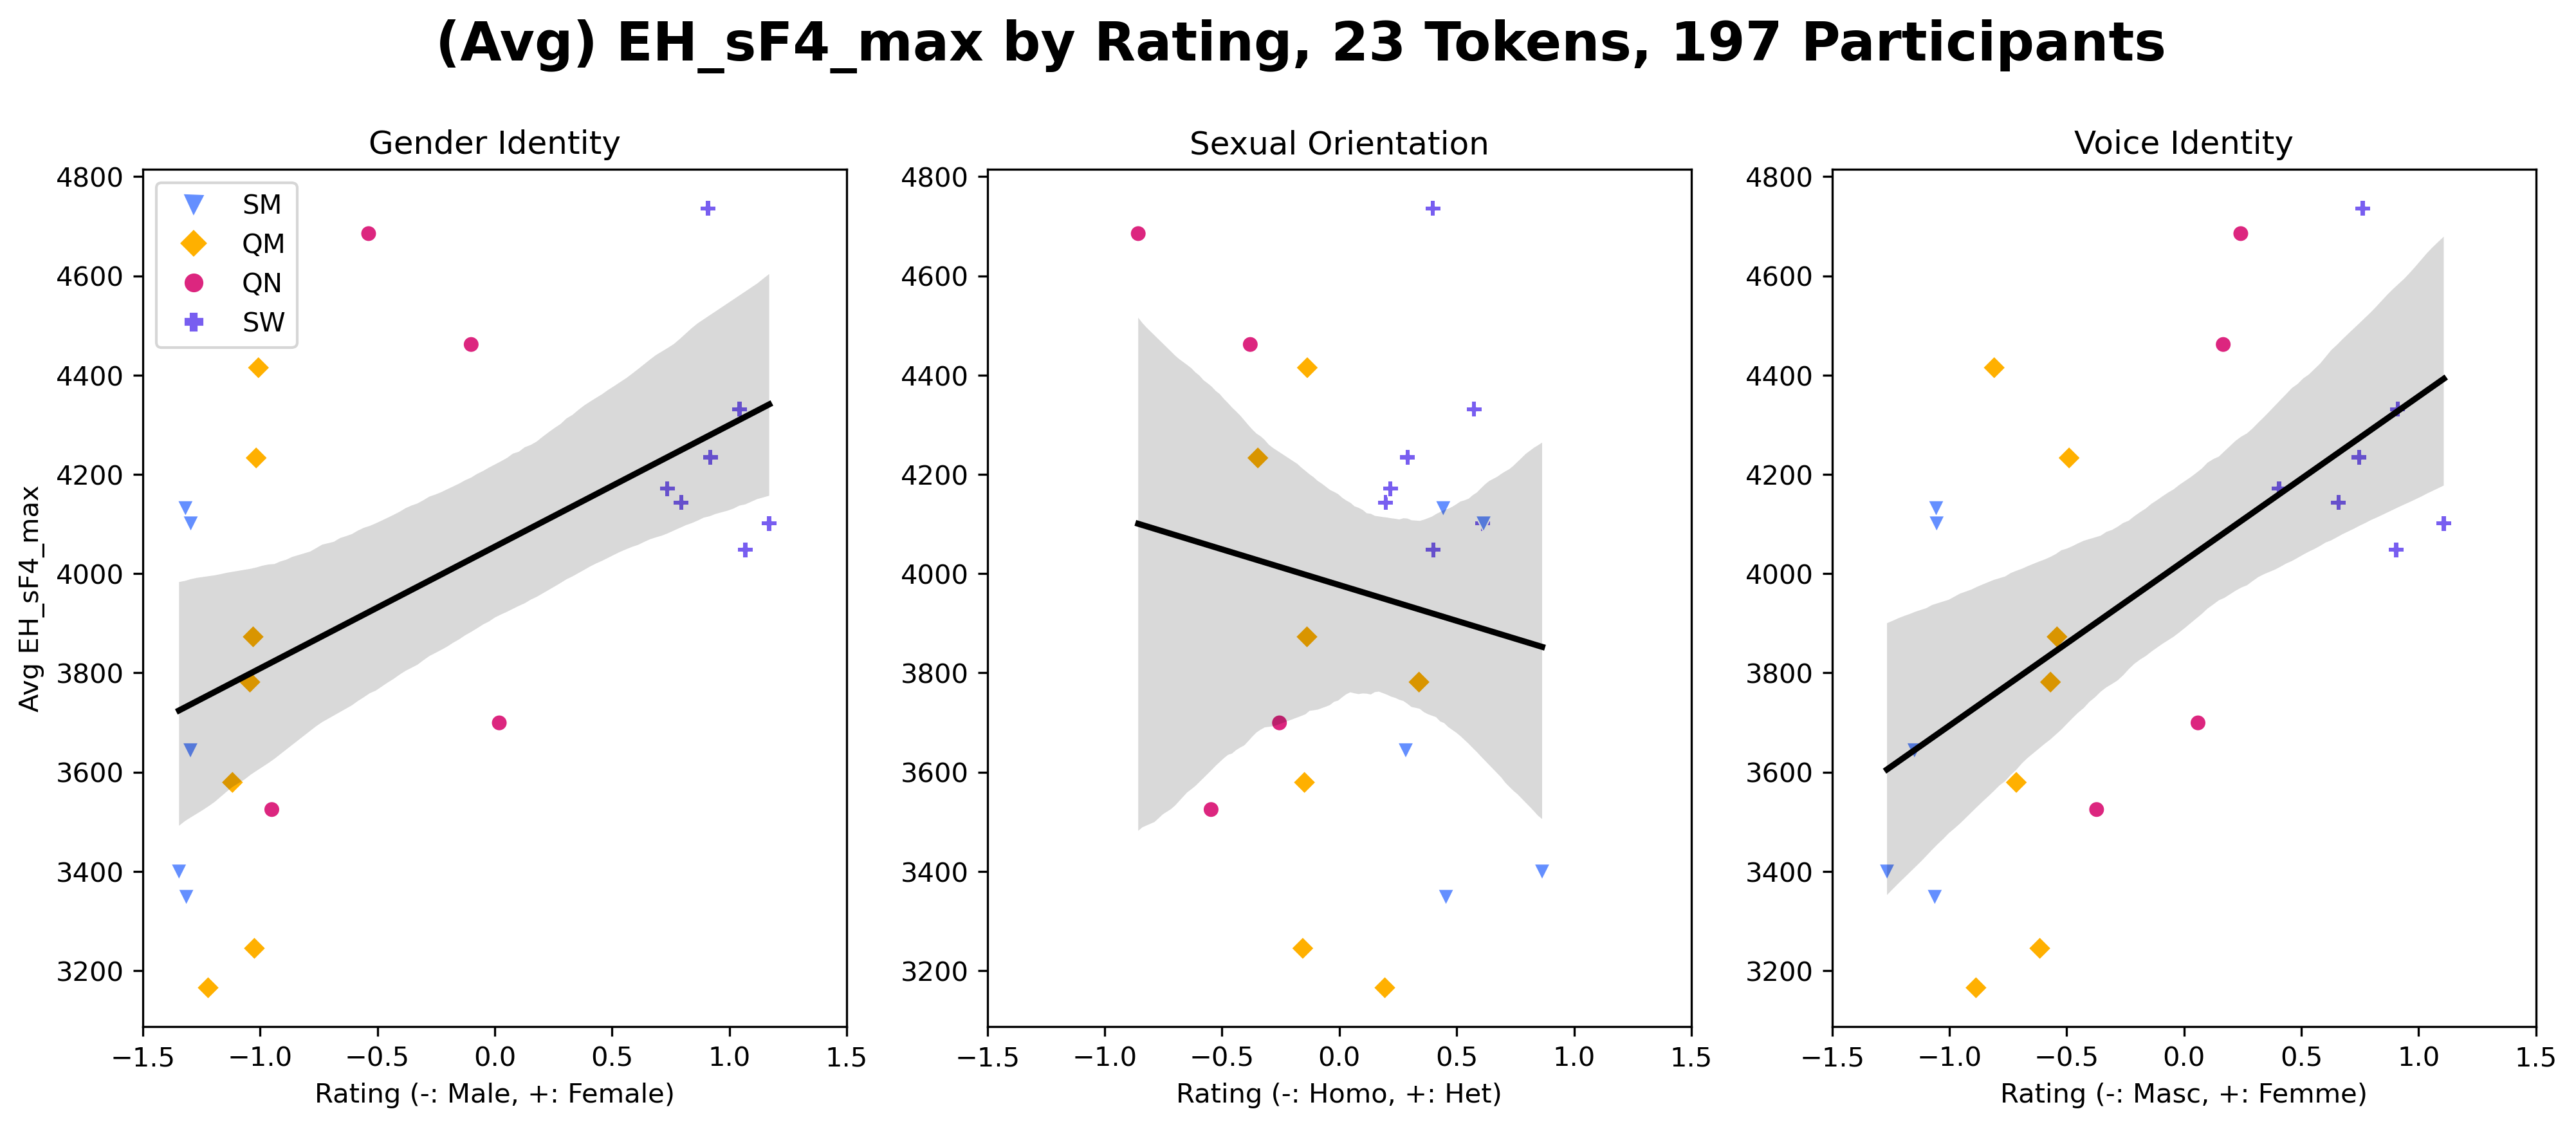 (Avg) EH_sF4_max by Rating, 23 Tokens, 197 Participants
Gender Identity
4800
4600
4400
4200
4000
3800
3600
3400
3200
Avg EH_sF4_max
SM
QM
QN
SW
−1.5 −1.0 −0.5 0.0 0.5 1.0 1.5
Rating (-: Male, +: Female)
Sexual Orientation
4800
4600
4400
4200
4000
3800
3600
3400
3200
−1.5 −1.0 −0.5 0.0 0.5 1.0 1.5
Rating (-: Homo, +: Het)
Voice Identity
4800
4600
4400
4200
4000
3800
3600
3400
3200
−1.5 −1.0 −0.5 0.0 0.5 1.0 1.5
Rating (-: Masc, +: Femme)